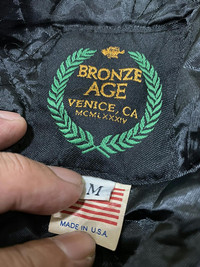 BRONZE
AGE
VENICE, CA
MCMLXXXIV
M
MADE IN U.S.A.